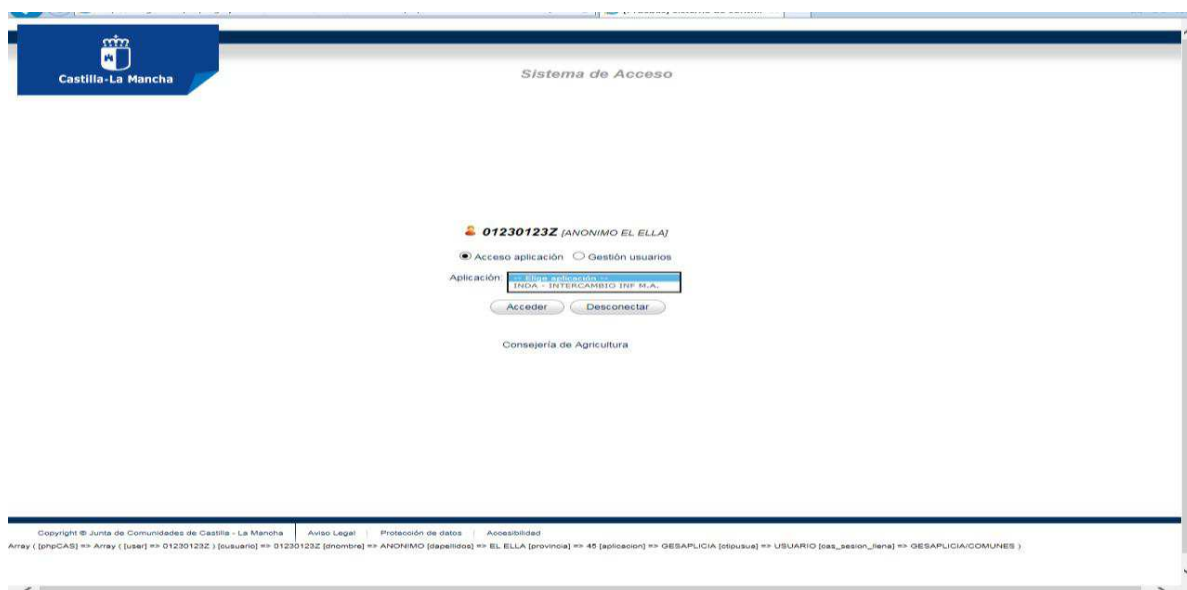 Castilla-La Mancha
Sistema de Acceso
01230123Z [ANONIMO EL ELLA]
Acceso aplicación Gestión usuarios
Aplicación: -- Elige aplicación --
INDA - INTERCAMBIO INF M.A.
Acceder Desconectar
Consejería de Agricultura
Copyright © Junta de Comunidades de Castilla - La Mancha Aviso Legal Protección de datos Accesibilidad
Array ( [phpCAS] => Array ( [user] => 01230123Z ) [cusuario] => 01230123Z [dnombre] => ANONIMO [dapellidos] => EL ELLA [provincia] => 45 [aplicacion] => GESAPLICIA [ctipusua] => USUARIO [cas_sesion_llena] => GESAPLICIA/COMUNES )